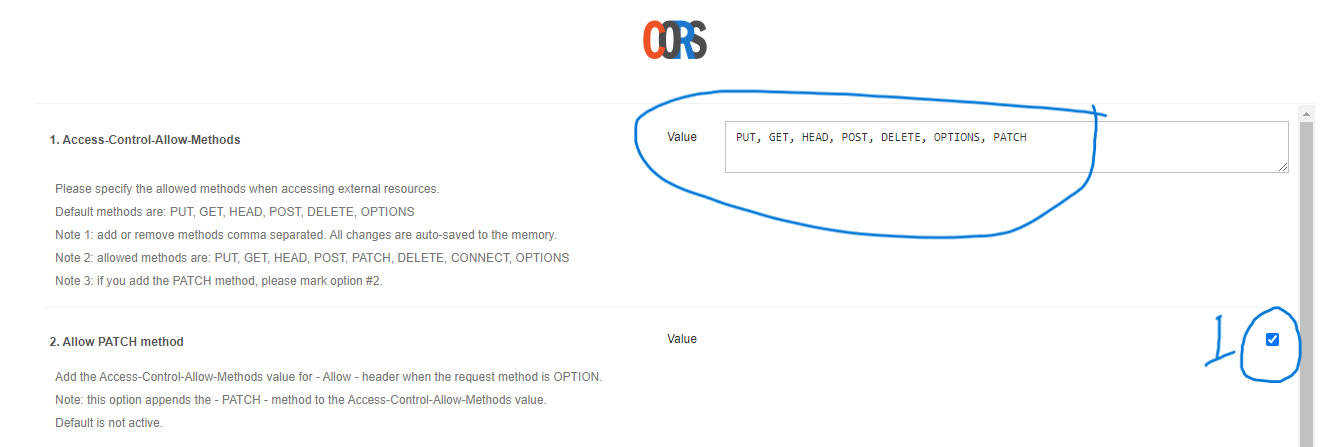 CORS
1. Access-Control-Allow-Methods
Value
PUT, GET, HEAD, POST, DELETE, OPTIONS, PATCH
Please specify the allowed methods when accessing external resources.
Default methods are: PUT, GET, HEAD, POST, DELETE, OPTIONS
Note 1: add or remove methods comma separated. All changes are auto-saved to the memory.
Note 2: allowed methods are: PUT, GET, HEAD, POST, PATCH, DELETE, CONNECT, OPTIONS
Note 3: if you add the PATCH method, please mark option #2.
2. Allow PATCH method
Value
1
Add the Access-Control-Allow-Methods value for - Allow - header when the request method is OPTION.
Note: this option appends the - PATCH - method to the Access-Control-Allow-Methods value.
Default is not active.